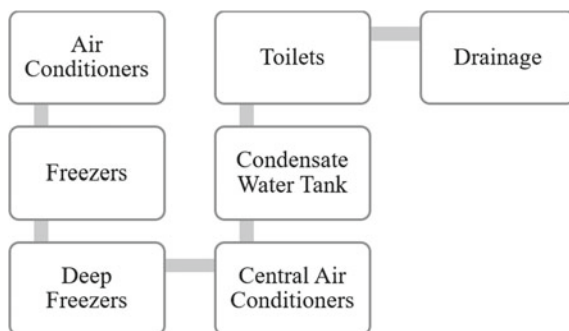 Air
Conditioners
Freezers
Deep
Freezers
Central Air
Conditioners
Condensate
Water Tank
Toilets
Drainage